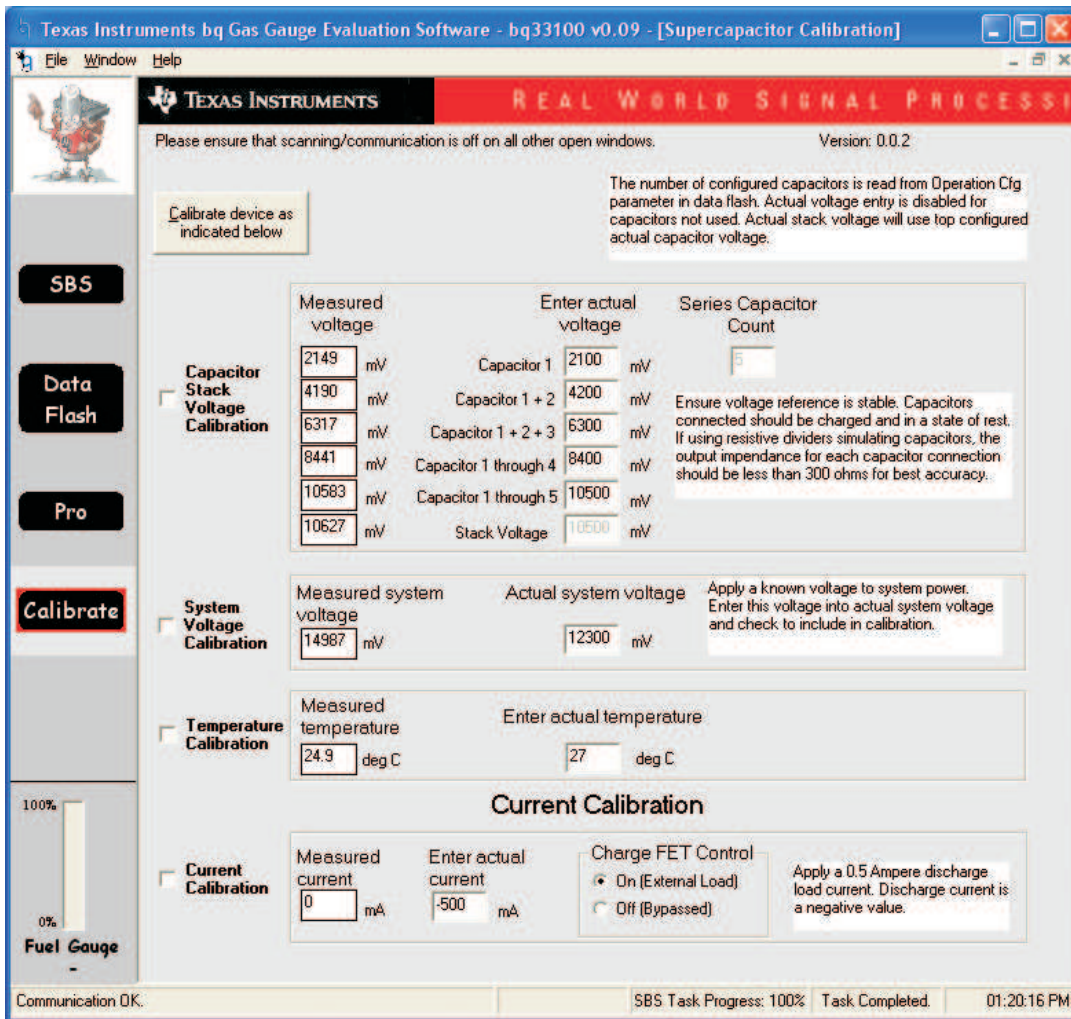 Texas Instruments bq Gas Gauge Evaluation Software - bq33100 v0.09 - [Supercapacitor Calibration]
File Window Help
TEXAS INSTRUMENTS
REAL WORLD SIGNAL PROCESSI
Please ensure that scanning/communication is off on all other open windows.
Version: 0.0.2
Calibrate device as
indicated below
The number of configured capacitors is read from Operation Cfg
parameter in data flash. Actual voltage entry is disabled for
capacitors not used. Actual stack voltage will use top configured
actual capacitor voltage.
SBS
Data
Flash
Pro
Calibrate
Capacitor
Stack
Voltage
Calibration
Measured
voltage
Enter actual
voltage
Series Capacitor
Count
2149 mV Capacitor 1 2100 mV
5
4190 mV Capacitor 1 + 2 4200 mV
6317 mV Capacitor 1 + 2 + 3 6300 mV
8441 mV Capacitor 1 through 4 8400 mV
10583 mV Capacitor 1 through 5 10500 mV
10627 mV Stack Voltage 10500 mV
Ensure voltage reference is stable. Capacitors
connected should be charged and in a state of rest.
If using resistive dividers simulating capacitors, the
output impendance for each capacitor connection
should be less than 300 ohms for best accuracy.
System
Voltage
Calibration
Measured system
voltage
14987 mV
Actual system voltage
12300 mV
Apply a known voltage to system power.
Enter this voltage into actual system voltage
and check to include in calibration.
Temperature
Calibration
Measured
temperature
24.9 deg C
Enter actual temperature
27 deg C
Current Calibration
Current
Calibration
Measured
current
0 mA
Enter actual
current
-500 mA
Charge FET Control
On (External Load)
Off (Bypassed)
Apply a 0.5 Ampere discharge
load current. Discharge current is
a negative value.
100%
0%
Fuel Gauge
-
Communication OK.
SBS Task Progress: 100%
Task Completed.
01:20:16 PM